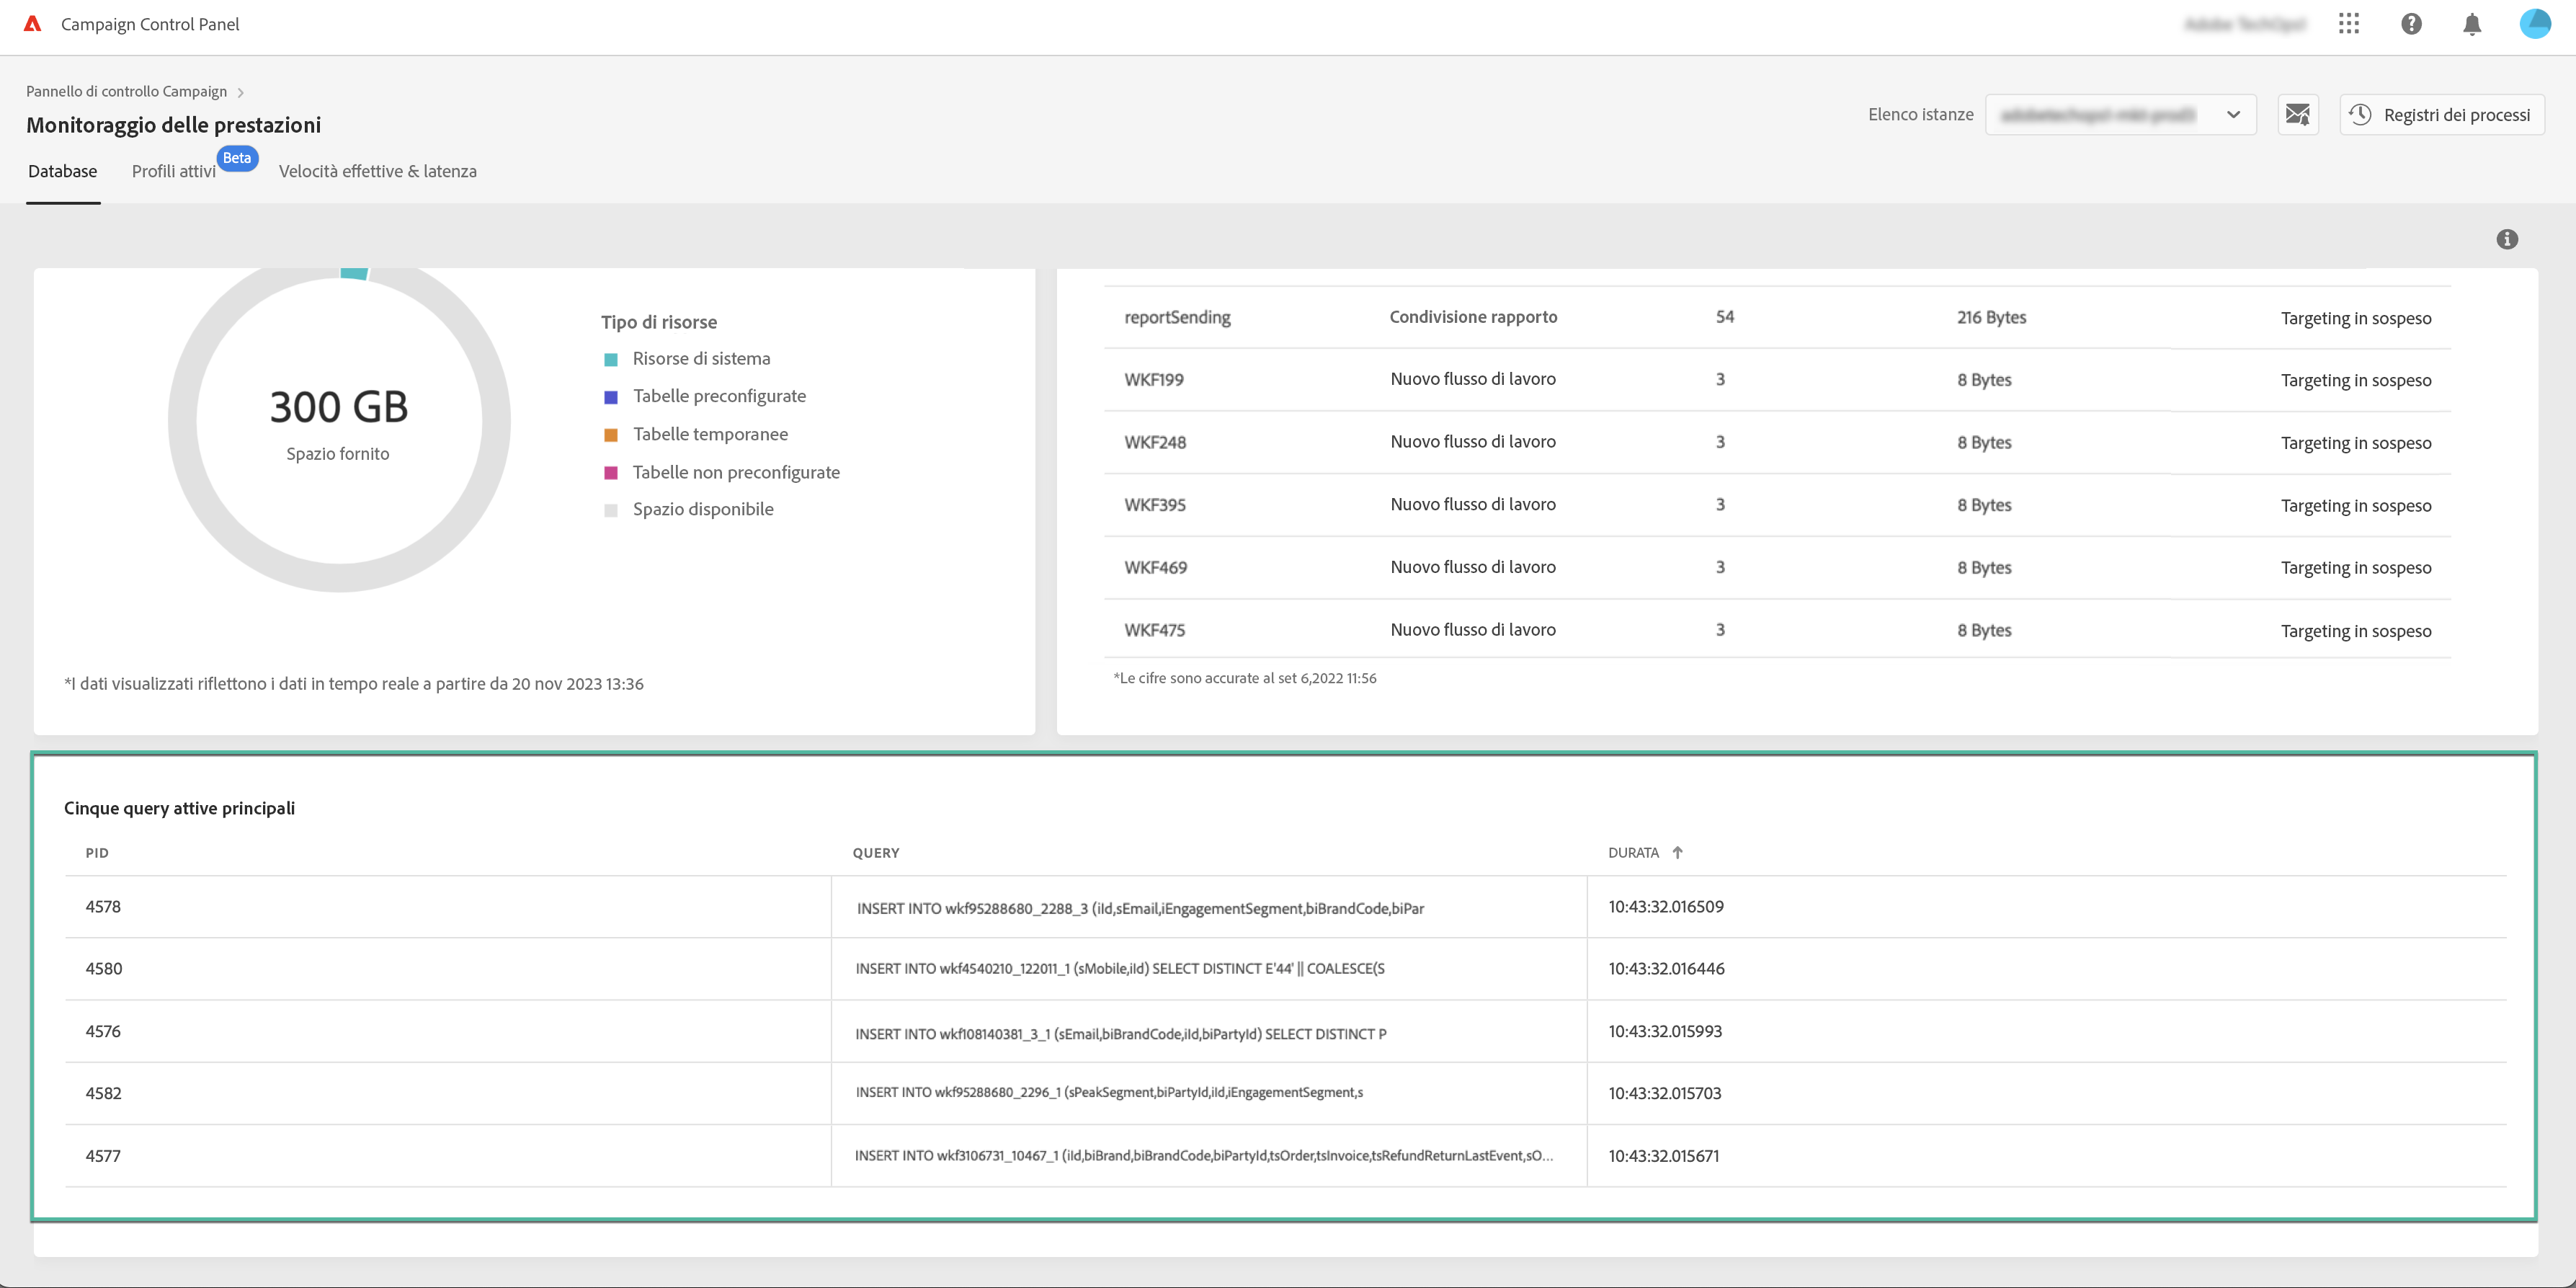 Campaign Control Panel
Pannello di controllo Campaign
Monitoraggio delle prestazioni
Elenco istanze
Registri dei processi
Database
Profili attivi
Beta
Velocità effettive & latenza
300 GB
Spazio fornito
Tipo di risorse
Risorse di sistema
Tabelle preconfigurate
Tabelle temporanee
Tabelle non preconfigurate
Spazio disponibile
*I dati visualizzati riflettono i dati in tempo reale a partire da 20 nov 2023 13:36
reportSending Condivisione rapporto 54 216 Bytes Targeting in sospeso
WKF199 Nuovo flusso di lavoro 3 8 Bytes Targeting in sospeso
WKF248 Nuovo flusso di lavoro 3 8 Bytes Targeting in sospeso
WKF395 Nuovo flusso di lavoro 3 8 Bytes Targeting in sospeso
WKF469 Nuovo flusso di lavoro 3 8 Bytes Targeting in sospeso
WKF475 Nuovo flusso di lavoro 3 8 Bytes Targeting in sospeso
*Le cifre sono accurate al set 6,2022 11:56
Cinque query attive principali
PID QUERY DURATA
4578 INSERT INTO wkf95288680_2288_3 (iId,sEmail,iEngagementSegment,biBrandCode,biPar 10:43:32.016509
4580 INSERT INTO wkf4540210_122011_1 (sMobile,iId) SELECT DISTINCT E'44' || COALESCE(S 10:43:32.016446
4576 INSERT INTO wkf108140381_3_1 (sEmail,biBrandCode,iId,biPartyId) SELECT DISTINCT P 10:43:32.015993
4582 INSERT INTO wkf95288680_2296_1 (sPeakSegment,biPartyId,iId,iEngagementSegment,s 10:43:32.015703
4577 INSERT INTO wkf3106731_10467_1 (iId,biBrand,biBrandCode,biPartyId,tsOrder,tsInvoice,tsRefundReturnLastEvent,sO... 10:43:32.015671